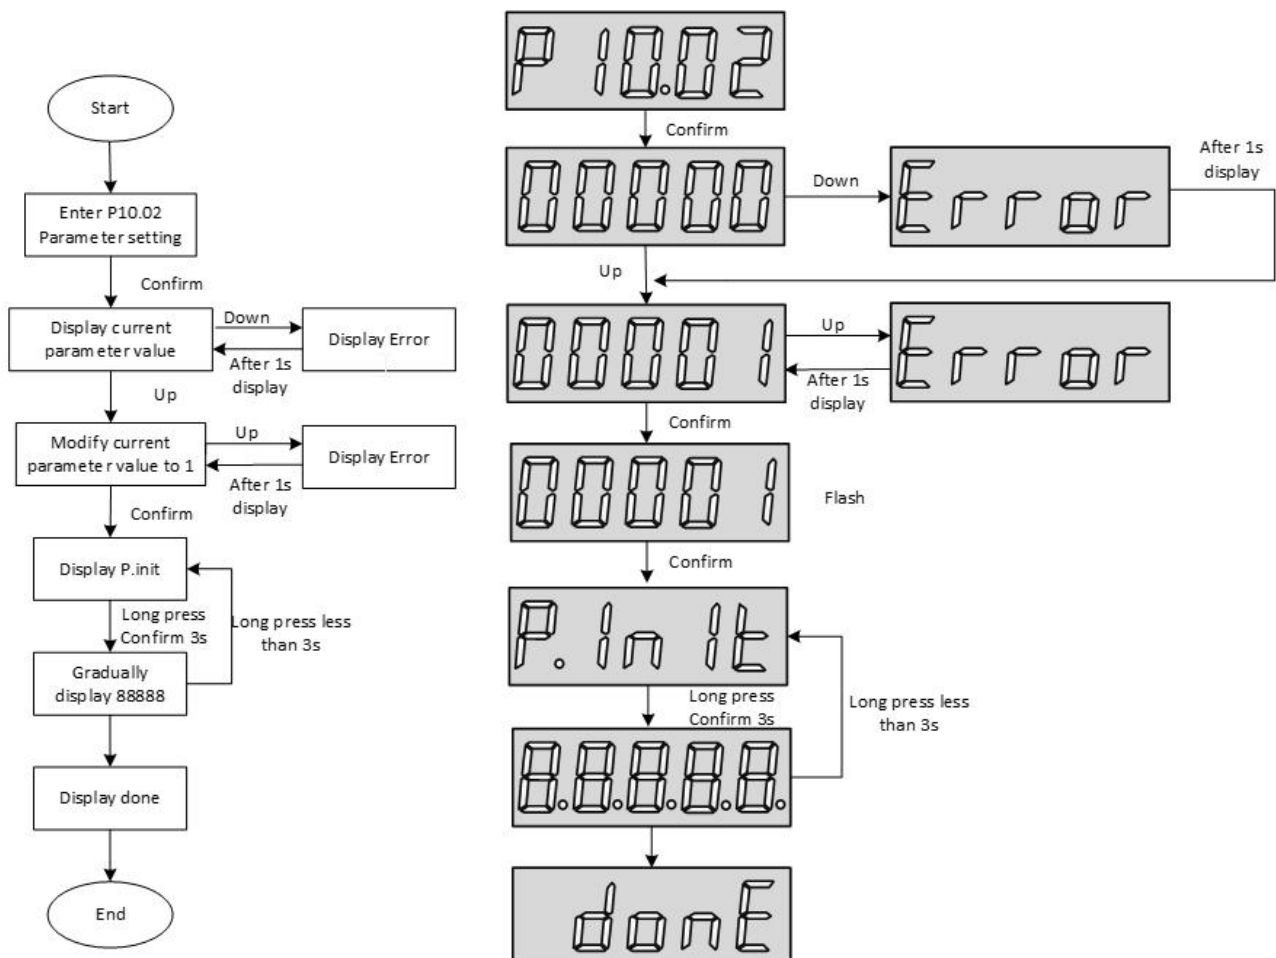 Start
Enter P10.02
Parameter setting
Confirm
Display current
parameter value
Down
After 1s
display
Display Error
Up
Modify current
parameter value to 1
Up
After 1s
display
Display Error
Confirm
Display P.init
Long press
Confirm 3s
Long press less
than 3s
Gradually
display 88888
Display done
End
P10.02
Confirm
00000
Down
Error
After 1s
display
Up
00001
Up
After 1s
display
Error
Confirm
00001
Flash
Confirm
P.1n1t
Long press
Confirm 3s
Long press less
than 3s
8.8.8.8.8.
donE